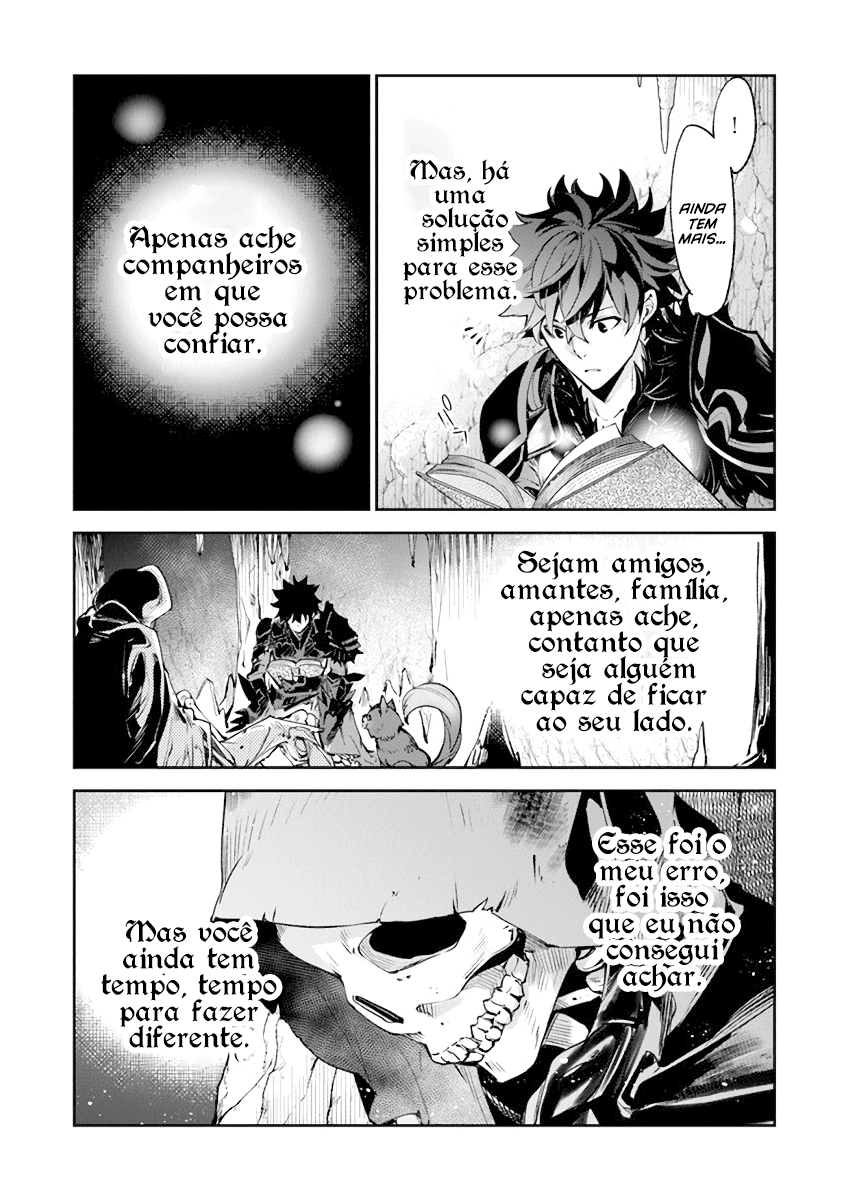 !
AINDA
TEM
MAIS...
Mas, há
uma
solução
simples
para esse
problema.
Apenas ache
companheiros
em que
você possa
confiar.
Sejam amigos,
amantes, família,
apenas ache,
contanto que
seja alguém
capaz de ficar
ao seu lado.
Esse foi o
meu erro,
foi isso
que eu não
consegui
achar.
Mas você
ainda tem
tempo, tempo
para fazer
diferente.